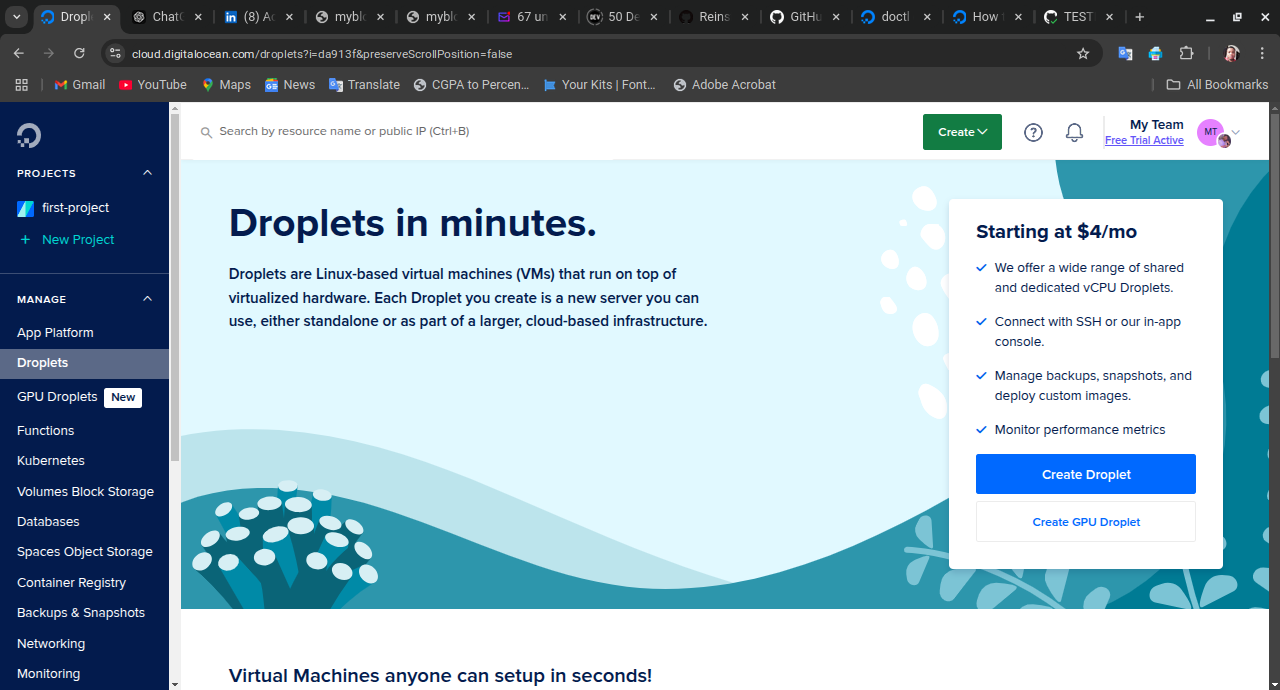 Drople
ChatG
in (8) Ac
myblo
myblo
67 un
DEV 50 De
Reins
GitHu
doctl
How t
TEST
cloud.digitalocean.com/droplets?i=da913f&preserveScrollPosition=false
Gmail YouTube Maps News Translate CGPA to Percen... Your Kits | Font... Adobe Acrobat All Bookmarks
Search by resource name or public IP (Ctrl+B)
Create
My Team
Free Trial Active
MT
PROJECTS
first-project
+ New Project
MANAGE
App Platform
Droplets
GPU Droplets New
Functions
Kubernetes
Volumes Block Storage
Databases
Spaces Object Storage
Container Registry
Backups & Snapshots
Networking
Monitoring
Droplets in minutes.
Droplets are Linux-based virtual machines (VMs) that run on top of
virtualized hardware. Each Droplet you create is a new server you can
use, either standalone or as part of a larger, cloud-based infrastructure.
Starting at $4/mo
We offer a wide range of shared
and dedicated vCPU Droplets.
Connect with SSH or our in-app
console.
Manage backups, snapshots, and
deploy custom images.
Monitor performance metrics
Create Droplet
Create GPU Droplet
Virtual Machines anyone can setup in seconds!